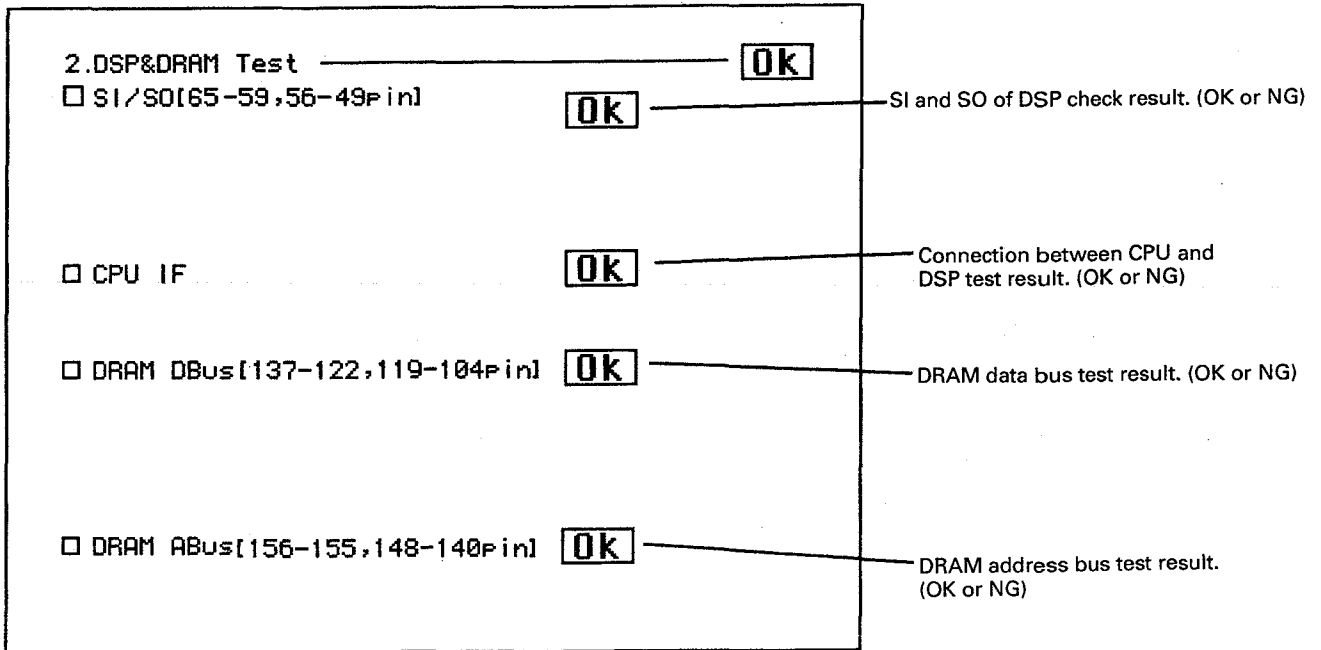 2.DSP&DRAM Test Ok
SI/SO[65-59,56-49pin] Ok
SI and SO of DSP check result. (OK or NG)
CPU IF Ok
Connection between CPU and
DSP test result. (OK or NG)
DRAM DBus[137-122,119-104pin] Ok
DRAM data bus test result. (OK or NG)
DRAM ABus[156-155,148-140pin] Ok
DRAM address bus test result.
(OK or NG)